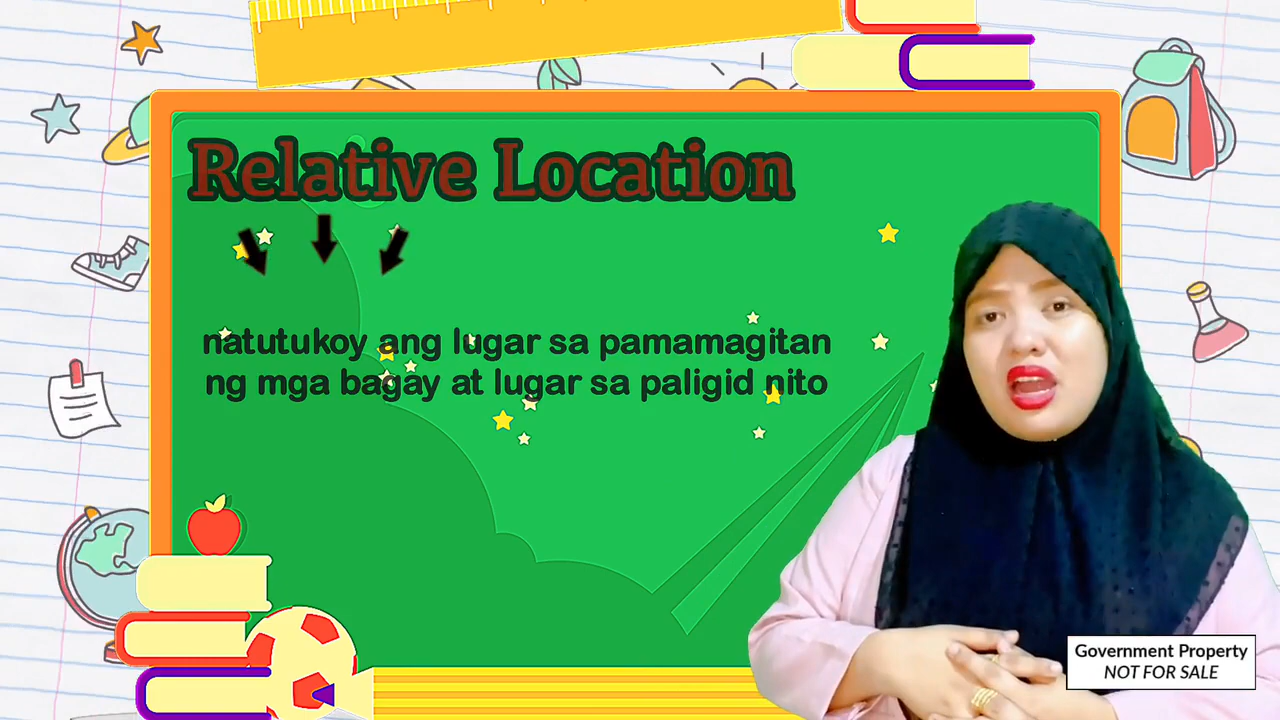 Relative Location
natutukoy ang lugar sa pamamagitan
ng mga bagay at lugar sa paligid nito
Government Property
NOT FOR SALE